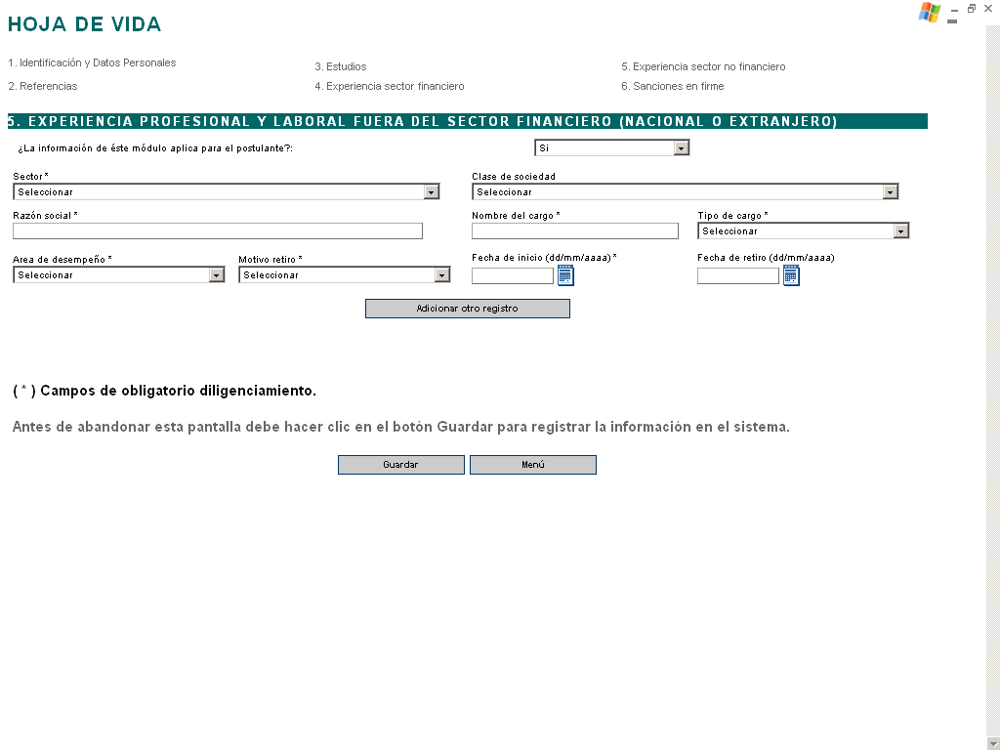 HOJA DE VIDA
1. Identificación y Datos Personales
3. Estudios
5. Experiencia sector no financiero
2. Referencias
4. Experiencia sector financiero
6. Sanciones en firme
5. EXPERIENCIA PROFESIONAL Y LABORAL FUERA DEL SECTOR FINANCIERO (NACIONAL O EXTRANJERO)
¿La información de éste módulo aplica para el postulante?:
Si
Sector *
Clase de sociedad
Seleccionar
Seleccionar
Razón social *
Nombre del cargo *
Tipo de cargo *
Seleccionar
Area de desempeño *
Motivo retiro *
Fecha de inicio (dd/mm/aaaa) *
Fecha de retiro (dd/mm/aaaa)
Seleccionar
Seleccionar
Adicionar otro registro
( * ) Campos de obligatorio diligenciamiento.
Antes de abandonar esta pantalla debe hacer clic en el botón Guardar para registrar la información en el sistema.
Guardar
Menú